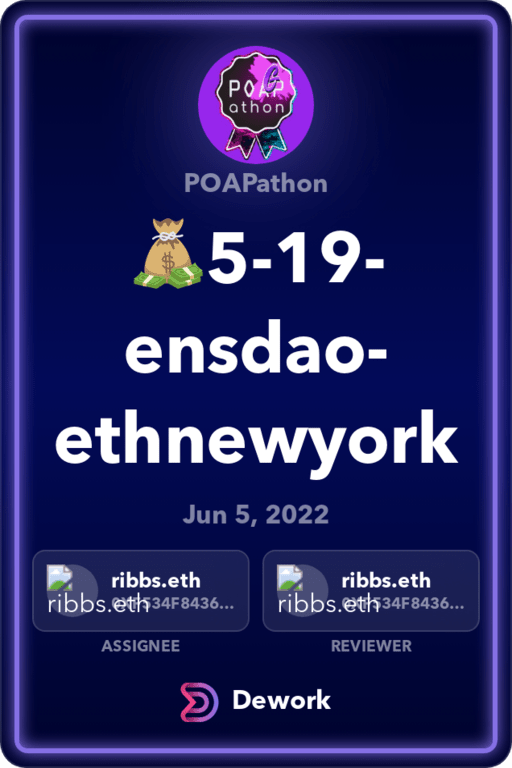 POAP
athon
POAPathon
💰5-19-
ensdao-
ethnewyork
Jun 5, 2022
ribbs.eth
ribbs.eth
ASSIGNEE
ribbs.eth
ribbs.eth
REVIEWER
Dework